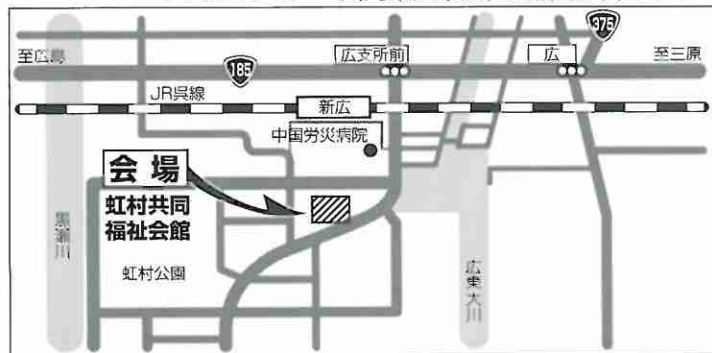 375
至広島
185
広支所前
広
至三原
JR呉線
新広
中国労災病院
会場
虹村共同
福祉会館
黒瀬川
虹村公園
広東大川